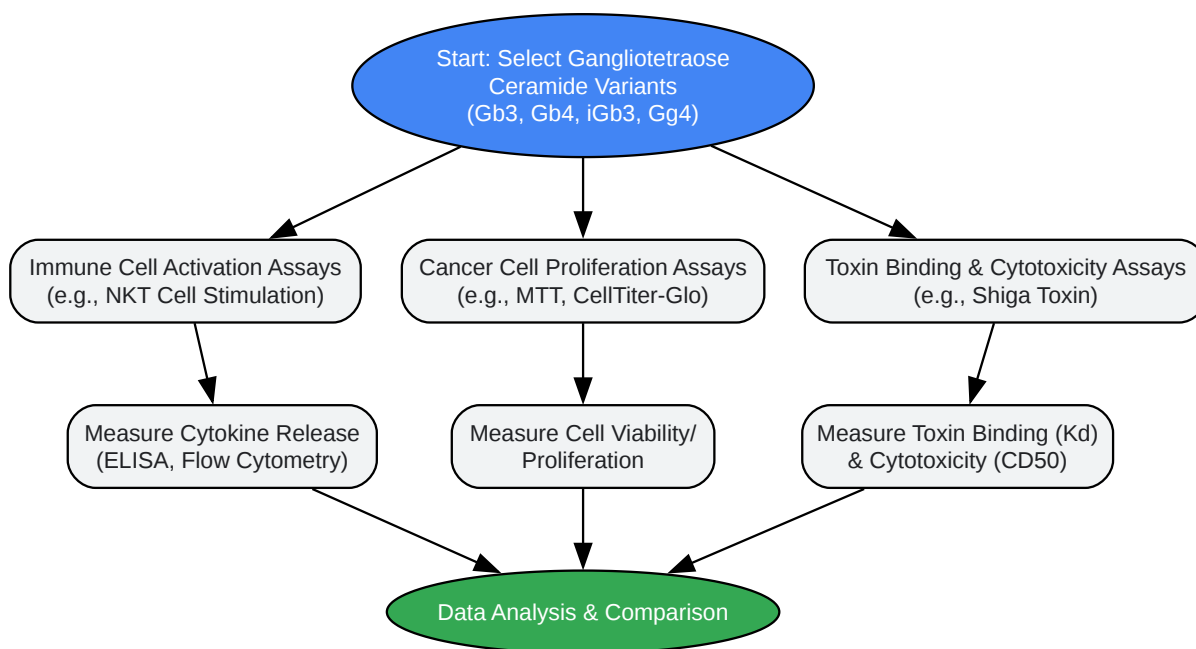 Start: Select Gangliotetraose
Ceramide Variants
(Gb3, Gb4, iGb3, Gg4)
Immune Cell Activation Assays
(e.g., NKT Cell Stimulation)
Cancer Cell Proliferation Assays
(e.g., MTT, CellTiter-Glo)
Toxin Binding & Cytotoxicity Assays
(e.g., Shiga Toxin)
Measure Cytokine Release
(ELISA, Flow Cytometry)
Measure Cell Viability/
Proliferation
Measure Toxin Binding (Kd)
& Cytotoxicity (CD50)
Data Analysis & Comparison